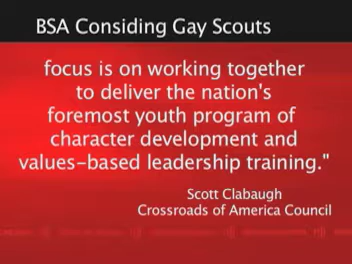 BSA Considing Gay Scouts
focus is on working together
to deliver the nation's
foremost youth program of
character development and
values-based leadership training."
Scott Clabaugh
Crossroads of America Council